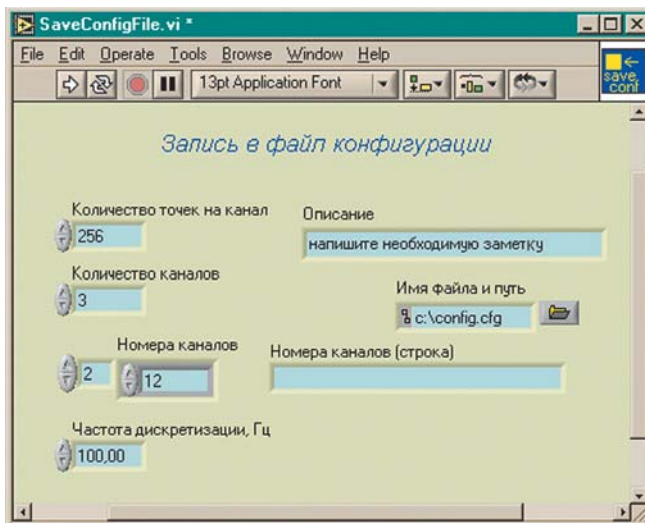 SaveConfigFile.vi *
File Edit Operate Tools Browse Window Help
13pt Application Font
save conf
Запись в файл конфигурации
Количество точек на канал
256
Описание
напишите необходимую заметку
Количество каналов
3
Имя файла и путь
c:\config.cfg
Номера каналов
2
12
Номера каналов (строка)
Частота дискретизации, Гц
100,00